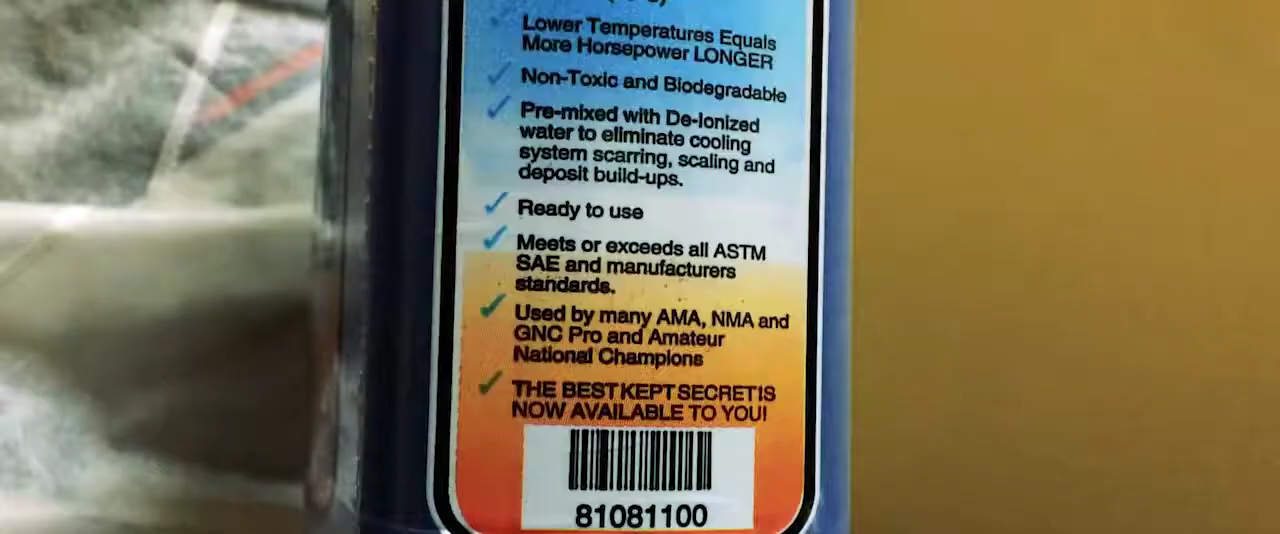 Lower Temperatures Equals
More Horsepower LONGER
Non-Toxic and Biodegradable
Pre-mixed with De-Ionized
water to eliminate cooling
system scarring, scaling and
deposit build-ups.
Ready to use
Meets or exceeds all ASTM
SAE and manufacturers
standards.
Used by many AMA, NMA and
GNC Pro and Amateur
National Champions
THE BEST KEPT SECRET IS
NOW AVAILABLE TO YOU!
81081100